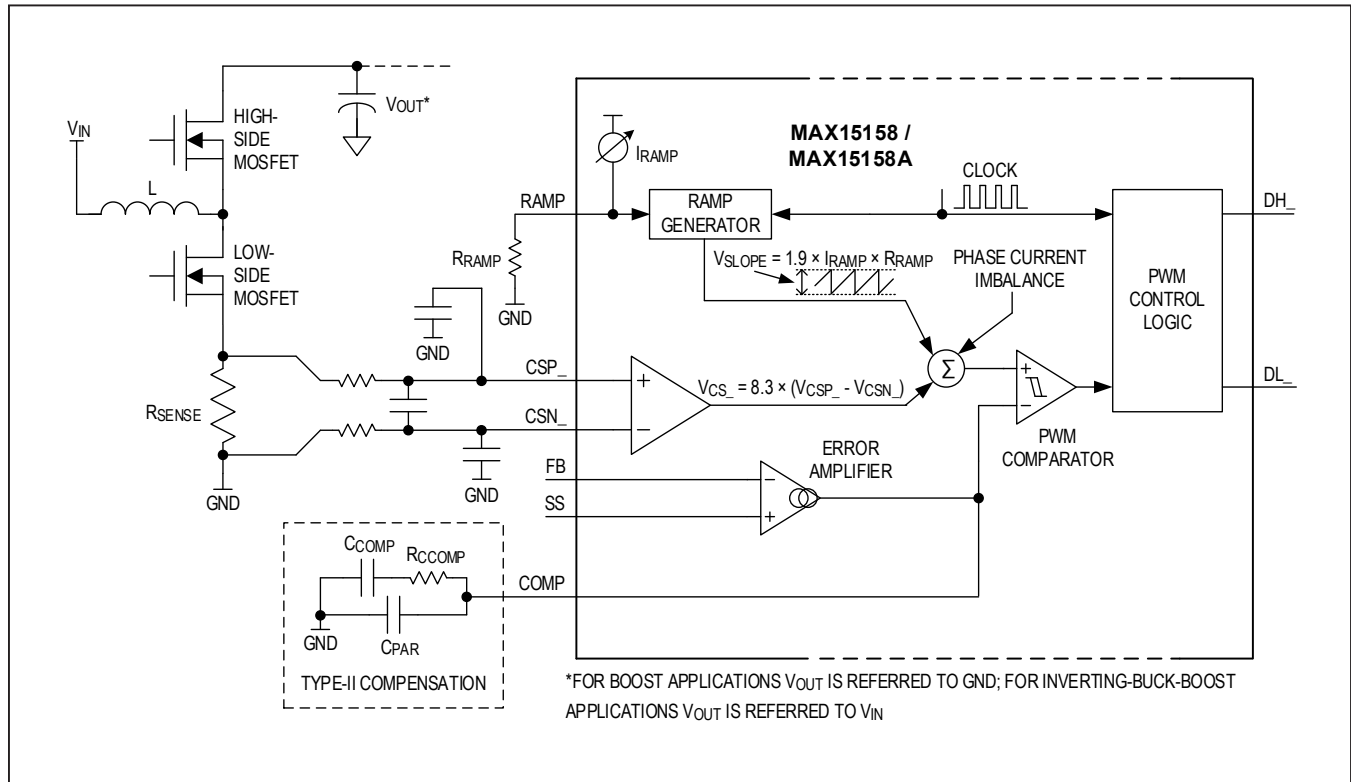 VIN
HIGH-
SIDE
MOSFET
VOUT*
L
LOW-
SIDE
MOSFET
RSENSE
GND
RAMP
RRAMP
GND
GND
CSP_
CSN_
GND
FB
SS
COMP
CCOMP
RCCOMP
GND
CPAR
TYPE-II COMPENSATION
MAX15158 /
MAX15158A
IRAMP
RAMP
GENERATOR
CLOCK
VSLOPE = 1.9 × IRAMP × RRAMP
PHASE CURRENT
IMBALANCE
Σ
VCS_ = 8.3 × (VCSP_ - VCSN_)
+
−
+
−
PWM
COMPARATOR
ERROR
AMPLIFIER
−
+
PWM
CONTROL
LOGIC
DH_
DL_
*FOR BOOST APPLICATIONS VOUT IS REFERRED TO GND; FOR INVERTING-BUCK-BOOST
APPLICATIONS VOUT IS REFERRED TO VIN